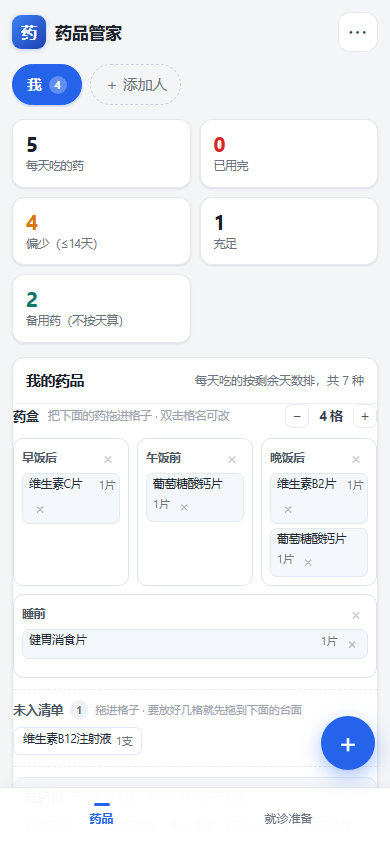 药 药品管家 ···
我 4 + 添加人
5 0
每天吃的药 已用完
4 1
偏少（≤14天） 充足
2
备用药（不按天算）
我的药品 每天吃的按剩余天数排，共 7 种
药盒 把下面的药拖进格子 · 双击格名可改 − 4 格 +
早饭后 × 午饭前 × 晚饭后 ×
维生素C片 1片 × 葡萄糖酸钙片 1片 × 维生素B2片 1片 ×
葡萄糖酸钙片
1片 ×
睡前 ×
健胃消食片 1片 ×
未入清单 1 拖进格子 · 要放好几格就先拖到下面的台面
维生素B12注射液 1支
+
药品 就诊准备